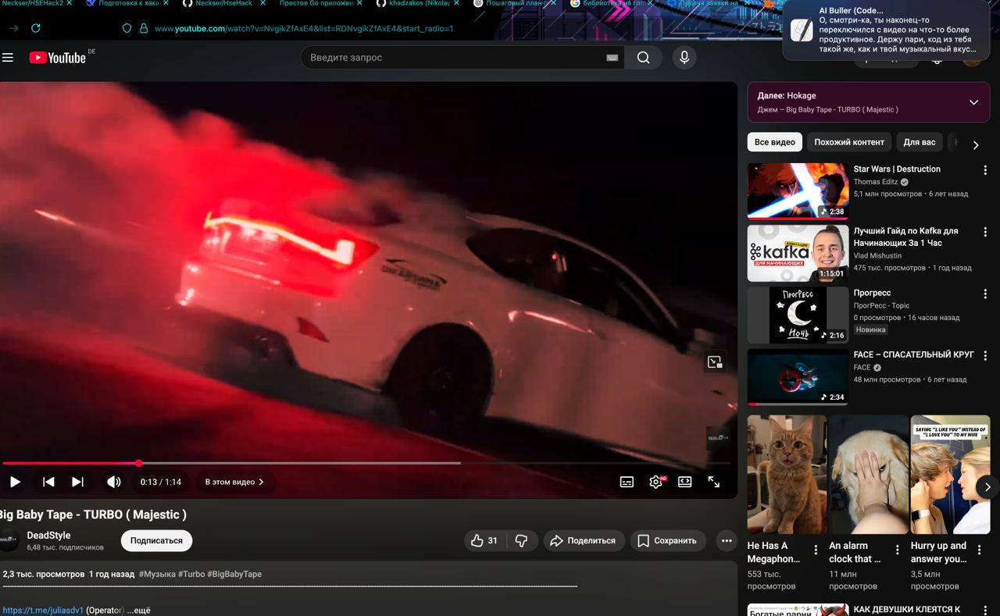 Neckser/HSEHack2
Подготовка к хака
Neckser/HseHack
Простое Go приложен
khadzakos (Nikolay
Пошаговый план
библиотека на гол
Подача заявки на
www.youtube.com/watch?v=NvgikZfAxE4&list=RDNvgikZfAxE4&start_radio=1
AI Buller (Code...
О, смотри-ка, ты наконец-то
переключился с видео на что-то более
продуктивное. Держу пари, код из тебя
такой же, как и твой музыкальный вкус...
YouTube DE
Введите запрос
Далее: Hokage
Джем – Big Baby Tape - TURBO ( Majestic )
Все видео
Похожий контент
Для вас
Star Wars | Destruction
Thomas Editz
5,1 млн просмотров • 6 лет назад
2:38
Лучший Гайд по Kafka для
Начинающих За 1 Час
Vlad Mishustin
475 тыс. просмотров • 1 год назад
АНИМАЦИЯ
kafka
ДЛЯ НАЧИНАЮЩИХ
1:15:01
Прогресс
ПрогРесс - Topic
0 просмотров • 16 часов назад
Новинка
ПрогРесс
Ночь
2:16
FACE – СПАСАТЕЛЬНЫЙ КРУГ
FACE
48 млн просмотров • 6 лет назад
2:34
SAYING "L LIKE YOU" INSTEAD OF
"L LOVE YOU" TO MY WIFE
He Has A
Megaphon...
553 тыс.
просмотров
An alarm
clock that ...
11 млн
просмотров
Hurry up and
answer you...
3,5 млн
просмотров
Богатые парни
КАК ДЕВУШКИ КЛЕЯТСЯ К
0:13 / 1:14
В этом видео
HD
Big Baby Tape - TURBO ( Majestic )
DeadStyle
6,48 тыс. подписчиков
Подписаться
31
Поделиться
Сохранить
2,3 тыс. просмотров 1 год назад #Музыка #Turbo #BigBabyTape
https://t.me/juliasdv1 (Operator) ...ещё